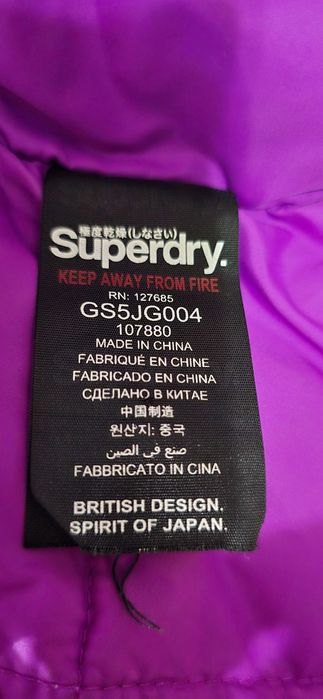 極度乾燥(しなさい)
Superdry.
KEEP AWAY FROM FIRE
RN: 127685
GS5JG004
107880
MADE IN CHINA
FABRIQUÉ EN CHINE
FABRICADO EN CHINA
СДЕЛАНО В КИТАЕ
中国制造
원산지: 중국
صنع في الصين
FABBRICATO IN CINA
BRITISH DESIGN.
SPIRIT OF JAPAN.